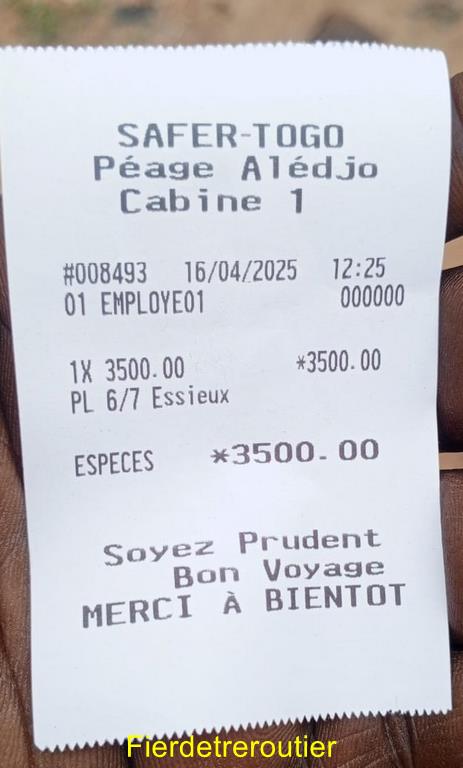 SAFER-TOGO
Péage Alédjo
Cabine 1
#008493 16/04/2025 12:25
01 EMPLOYE01 000000
1X 3500.00 *3500.00
PL 6/7 Essieux
ESPECES *3500.00
Soyez Prudent
Bon Voyage
MERCI À BIENTOT
Fierdetreroutier